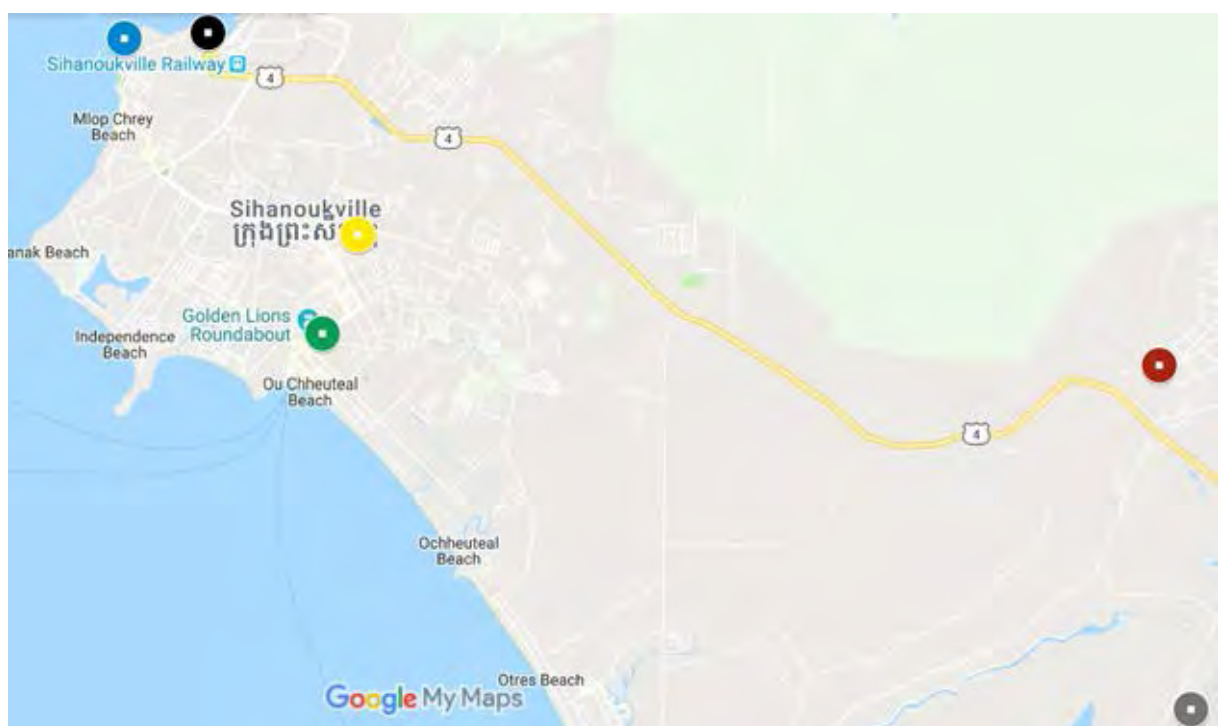 Sihanoukville Railway
4
4
Mlop Chrey
Beach
Sihanoukville
anak Beach
Golden Lions
Roundabout
Independence
Beach
Ou Chheuteal
Beach
4
Ochheuteal
Beach
Otres Beach
Google My Maps